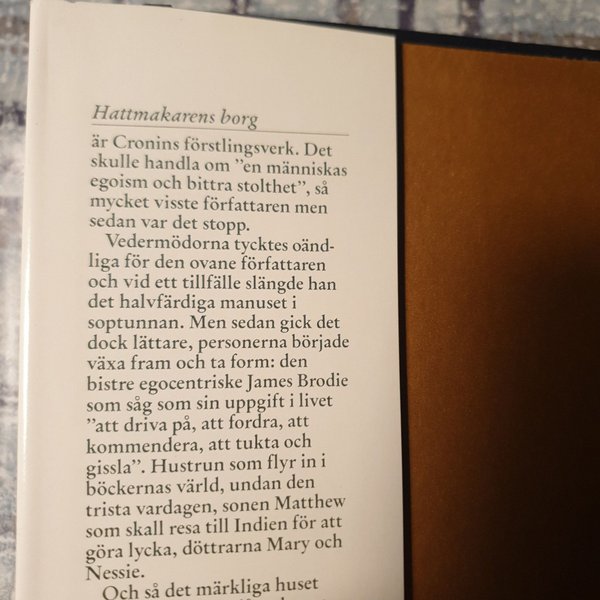 Hattmakarens borg
är Cronins förstlingsverk. Det
skulle handla om ”en människas
egoism och bittra stolthet”, så
mycket visste författaren men
sedan var det stopp.
Vedermödorna tycktes oänd-
liga för den ovane författaren
och vid ett tillfälle slängde han
det halvfärdiga manuset i
soptunnan. Men sedan gick det
dock lättare, personerna började
växa fram och ta form: den
bistre egocentriske James Brodie
som såg som sin uppgift i livet
”att driva på, att fordra, att
kommendera, att tukta och
gissla”. Hustrun som flyr in i
böckernas värld, undan den
trista vardagen, sonen Matthew
som skall resa till Indien för att
göra lycka, döttrarna Mary och
Nessie.
Och så det märkliga huset